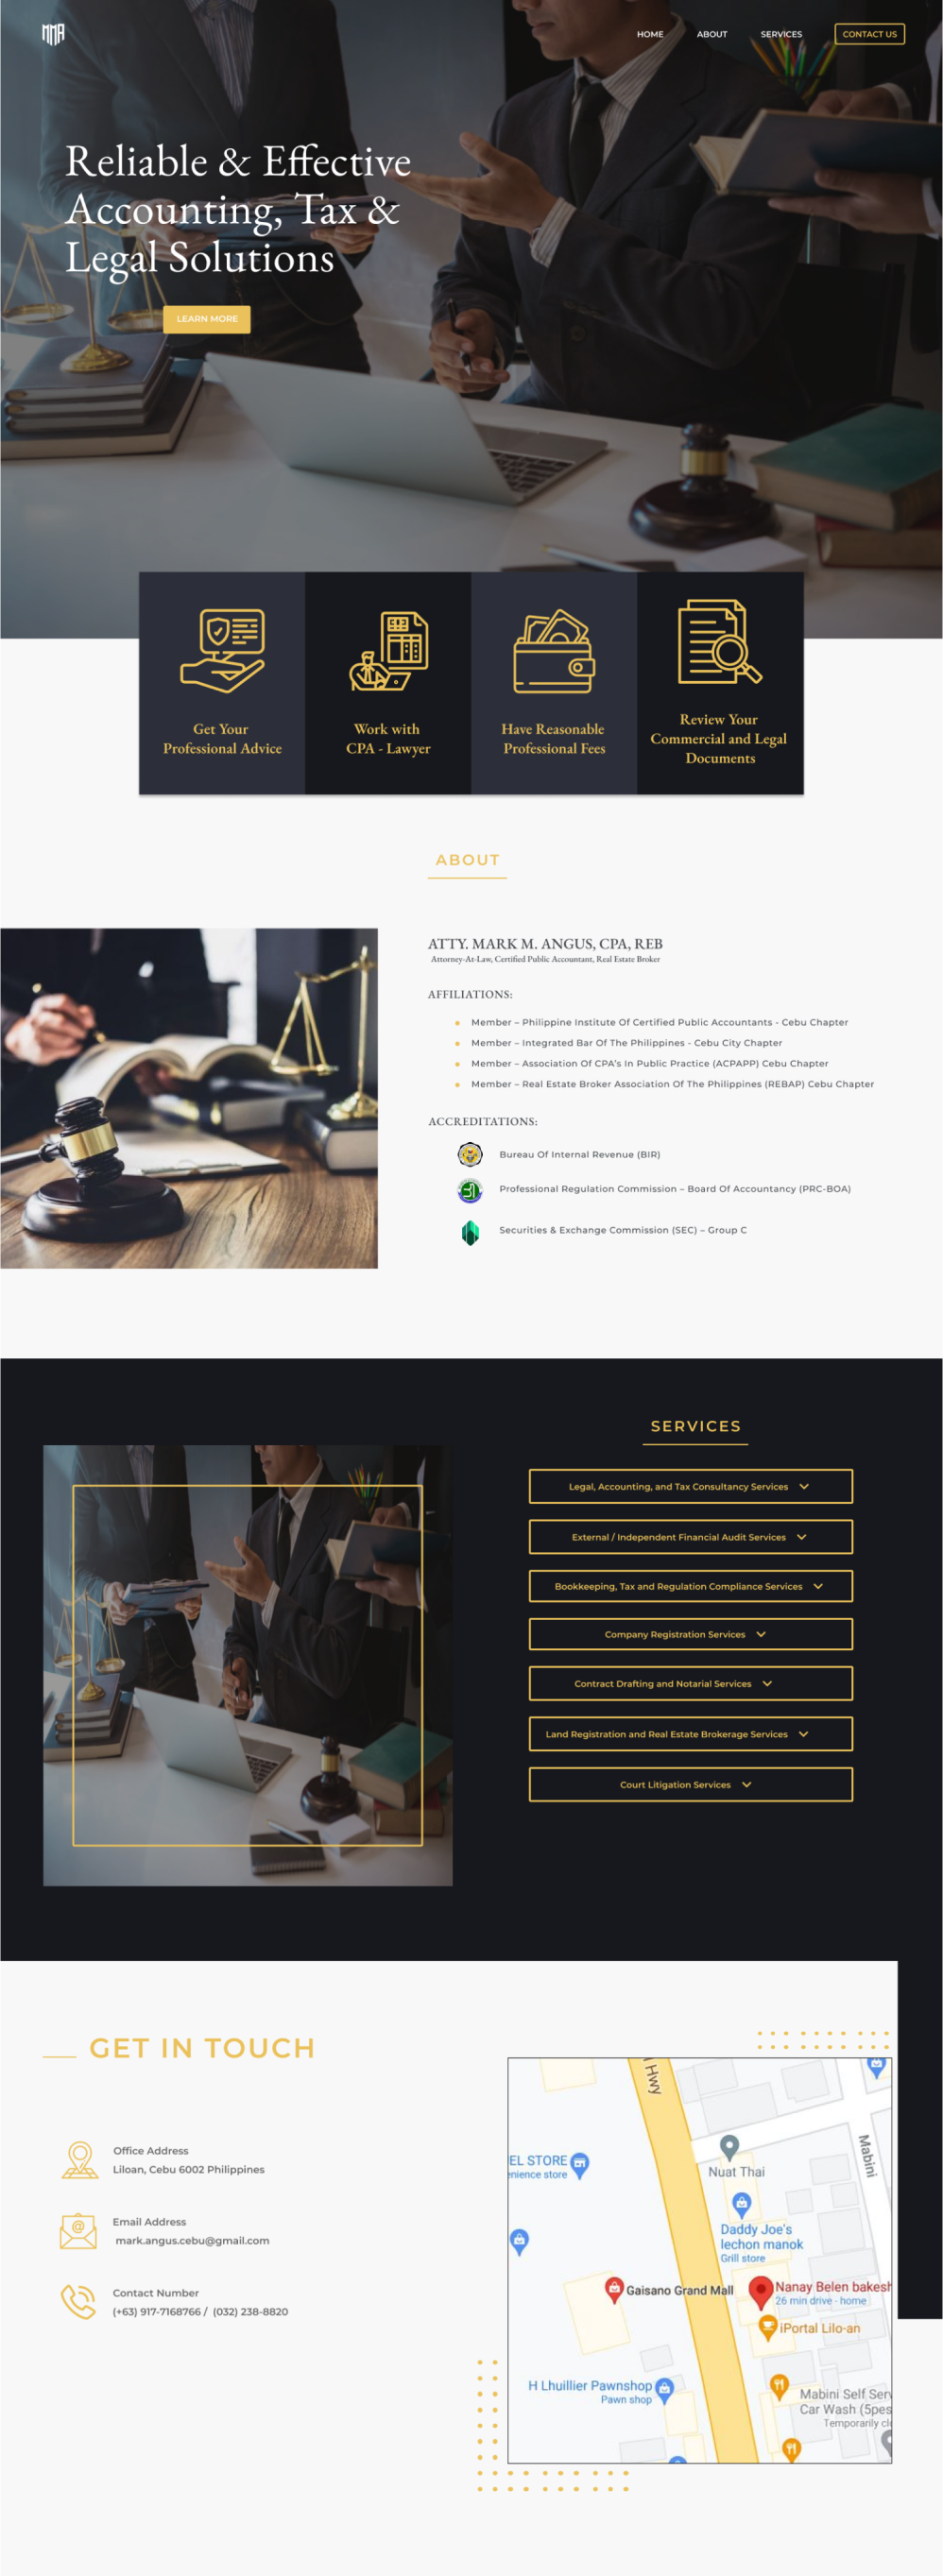 MMA
HOME
ABOUT
SERVICES
CONTACT US
Reliable & Effective
Accounting, Tax &
Legal Solutions
LEARN MORE
Get Your
Professional Advice
Work with
CPA - Lawyer
Have Reasonable
Professional Fees
Review Your
Commercial and Legal
Documents
ABOUT
ATTY. MARK M. ANGUS, CPA, REB
Attorney-At-Law, Certified Public Accountant, Real Estate Broker
AFFILIATIONS:
Member – Philippine Institute Of Certified Public Accountants - Cebu Chapter
Member – Integrated Bar Of The Philippines - Cebu City Chapter
Member – Association Of CPA's In Public Practice (ACPAPP) Cebu Chapter
Member – Real Estate Broker Association Of The Philippines (REBAP) Cebu Chapter
ACCREDITATIONS:
Bureau Of Internal Revenue (BIR)
Professional Regulation Commission – Board Of Accountancy (PRC-BOA)
Securities & Exchange Commission (SEC) – Group C
SERVICES
Legal, Accounting, and Tax Consultancy Services
External / Independent Financial Audit Services
Bookkeeping, Tax and Regulation Compliance Services
Company Registration Services
Contract Drafting and Notarial Services
Land Registration and Real Estate Brokerage Services
Court Litigation Services
GET IN TOUCH
Office Address
Liloan, Cebu 6002 Philippines
Email Address
mark.angus.cebu@gmail.com
Contact Number
(+63) 917-7168766 / (032) 238-8820
Hwy
Mabini
EL STORE
enience store
Nuat Thai
Daddy Joe's
lechon manok
Grill store
Gaisano Grand Mall
Nanay Belen bakesh
26 min drive - home
iPortal Lilo-an
H Lhuillier Pawnshop
Pawn shop
Mabini Self Serv
Car Wash (5pes
Temporarily cl